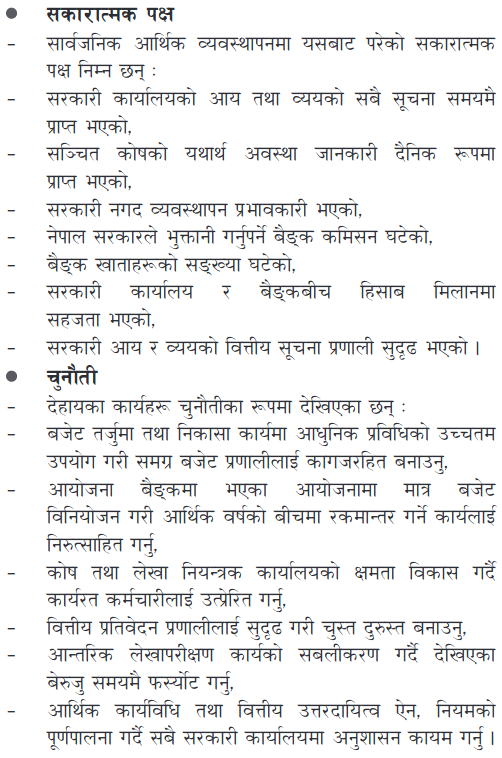 ● सकारात्मक पक्ष
– सार्वजनिक आर्थिक व्यवस्थापनमा यसबाट परेको सकारात्मक
पक्ष निम्न छन् :
– सरकारी कार्यालयको आय तथा व्ययको सबै सूचना समयमै
प्राप्त भएको,
– सञ्चित कोषको यथार्थ अवस्था जानकारी दैनिक रूपमा
प्राप्त भएको,
– सरकारी नगद व्यवस्थापन प्रभावकारी भएको,
– नेपाल सरकारले भुक्तानी गर्नुपर्ने बैङ्क कमिसन घटेको,
– बैङ्क खाताहरूको सङ्ख्या घटेको,
– सरकारी कार्यालय र बैङ्कबीच हिसाब मिलानमा
सहजता भएको,
– सरकारी आय र व्ययको वित्तीय सूचना प्रणाली सुदृढ भएको ।
● चुनौती
– देहायका कार्यहरू चुनौतीका रूपमा देखिएका छन् :
– बजेट तर्जुमा तथा निकासा कार्यमा आधुनिक प्रविधिको उच्चतम
उपयोग गरी समग्र बजेट प्रणालीलाई कागजरहित बनाउनु,
– आयोजना बैङ्कमा भएका आयोजनामा मात्र बजेट
विनियोजन गरी आर्थिक वर्षको बीचमा रकमान्तर गर्ने कार्यलाई
निरुत्साहित गर्नु,
– कोष तथा लेखा नियन्त्रक कार्यालयको क्षमता विकास गर्दै
कार्यरत कर्मचारीलाई उत्प्रेरित गर्नु,
– वित्तीय प्रतिवेदन प्रणालीलाई सुदृढ गरी चुस्त दुरुस्त बनाउनु,
– आन्तरिक लेखापरीक्षण कार्यको सबलीकरण गर्दै देखिएका
बेरुजु समयमै फर्स्योट गर्नु,
– आर्थिक कार्यविधि तथा वित्तीय उत्तरदायित्व ऐन, नियमको
पूर्णपालना गर्दै सबै सरकारी कार्यालयमा अनुशासन कायम गर्नु ।